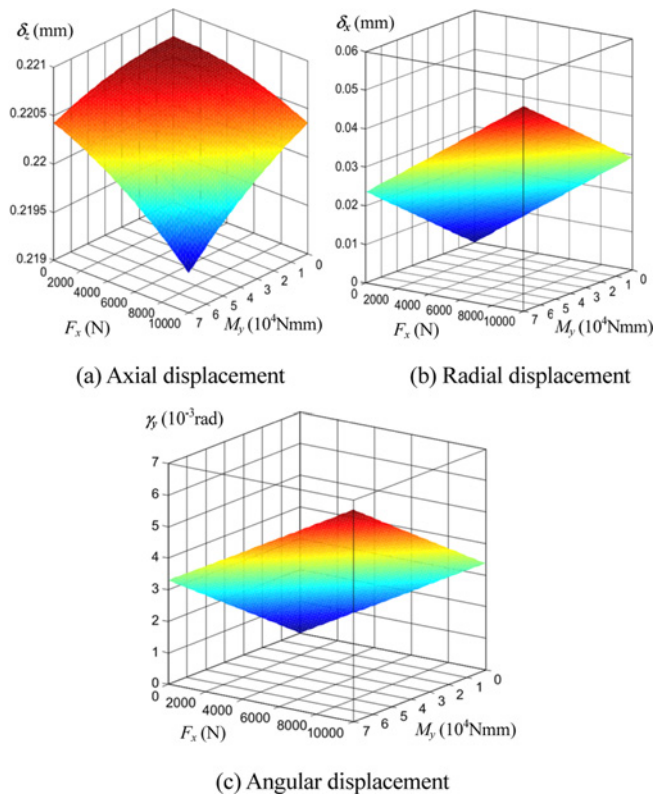 δz (mm)
0.221
0.2205
0.22
0.2195
0.219
0
2000
4000
6000
8000
10000
Fx (N)
7 6 5 4 3 2 1 0
My (10⁴Nmm)
(a) Axial displacement
δx (mm)
0.06
0.05
0.04
0.03
0.02
0.01
0
0
2000
4000
6000
8000
10000
Fx (N)
7 6 5 4 3 2 1 0
My (10⁴Nmm)
(b) Radial displacement
γy (10⁻³rad)
7
6
5
4
3
2
1
0
0
2000
4000
6000
8000
10000
Fx (N)
7 6 5 4 3 2 1 0
My (10⁴Nmm)
(c) Angular displacement